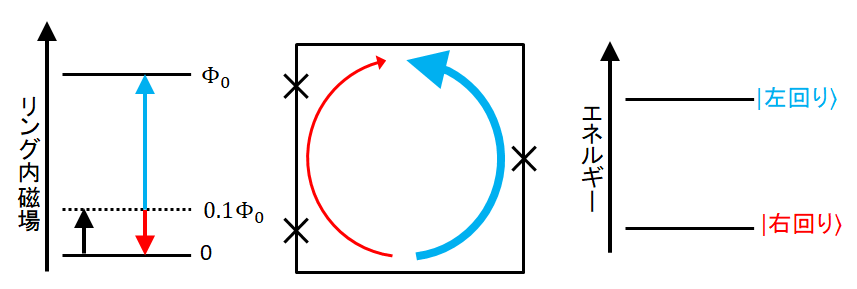 リング内磁場
Φ₀
0.1Φ₀
0
エネルギー
|左回り⟩
|右回り⟩